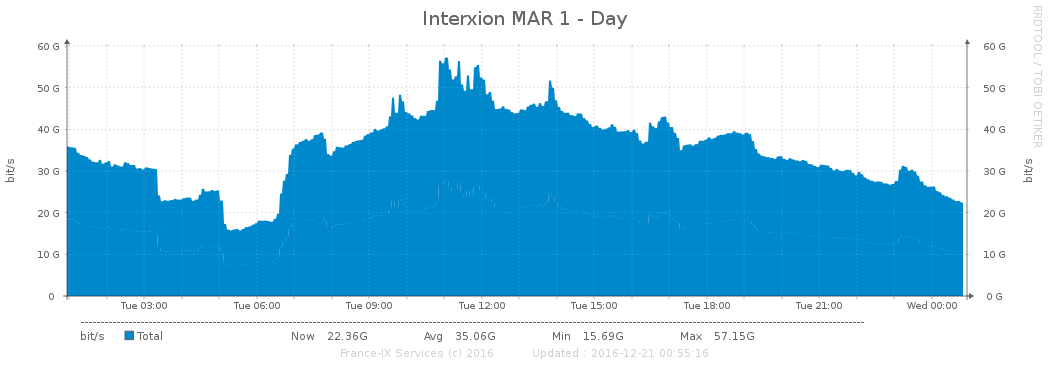 Interxion MAR 1 - Day
RRDTOOL / TOBI OETIKER
60 G 60 G
50 G 50 G
40 G 40 G
30 G 30 G
20 G 20 G
10 G 10 G
0 0 G
bit/s bit/s
Tue 03:00 Tue 06:00 Tue 09:00 Tue 12:00 Tue 15:00 Tue 18:00 Tue 21:00 Wed 00:00
bit/s Total Now 22.36G Avg 35.06G Min 15.69G Max 57.15G
France-IX Services (c) 2016 Updated : 2016-12-21 00:55:16